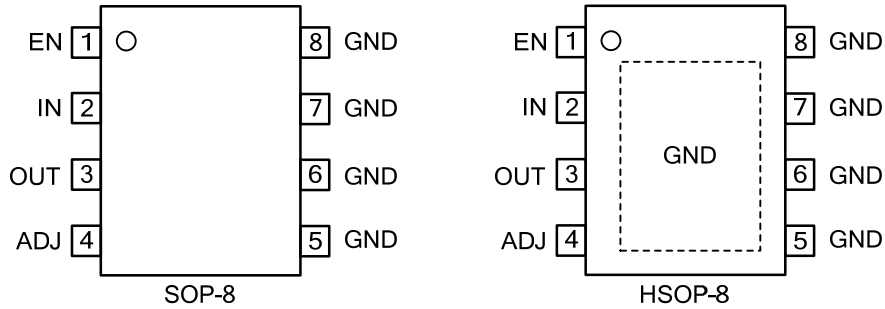 EN 1 8 GND EN 1 8 GND
IN 2 7 GND IN 2 7 GND
GND
OUT 3 6 GND OUT 3 6 GND
ADJ 4 5 GND ADJ 4 5 GND
SOP-8 HSOP-8